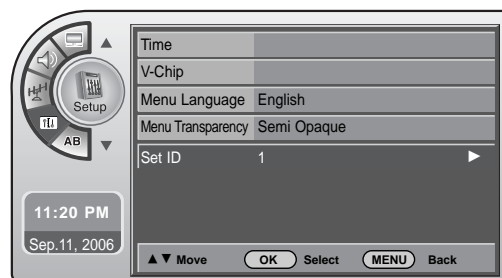 Setup
AB
Time
V-Chip
Menu Language English
Menu Transparency Semi Opaque
Set ID 1 ►
11:20 PM
Sep.11, 2006
▲▼ Move OK Select MENU Back